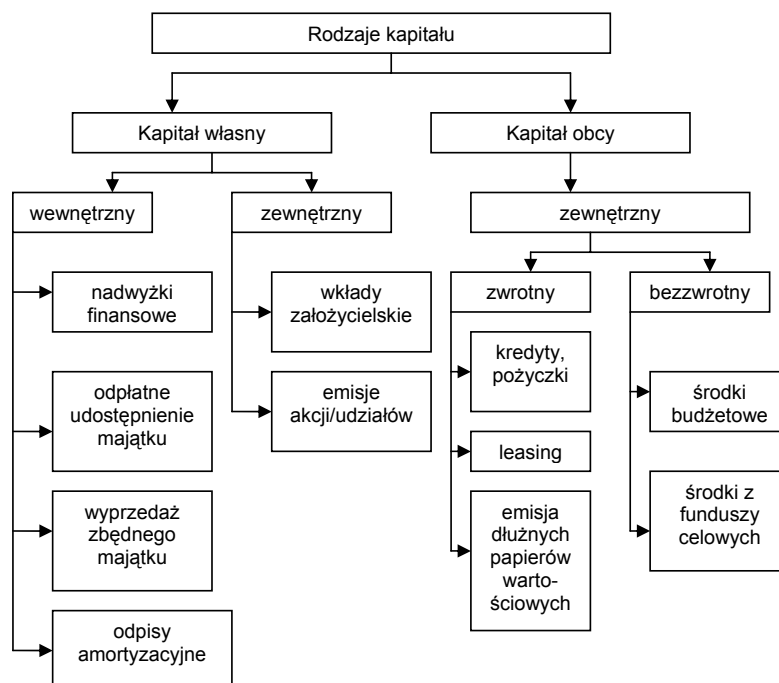 Rodzaje kapitału
Kapitał własny
Kapitał obcy
wewnętrzny
zewnętrzny
zewnętrzny
nadwyżki
finansowe
odpłatne
udostępnienie
majątku
wyprzedaż
zbędnego
majątku
odpisy
amortyzacyjne
wkłady
założycielskie
emisje
akcji/udziałów
zwrotny
bezzwrotny
kredyty,
pożyczki
leasing
emisja
dłużnych
papierów
warto-
ściowych
środki
budżetowe
środki z
funduszy
celowych